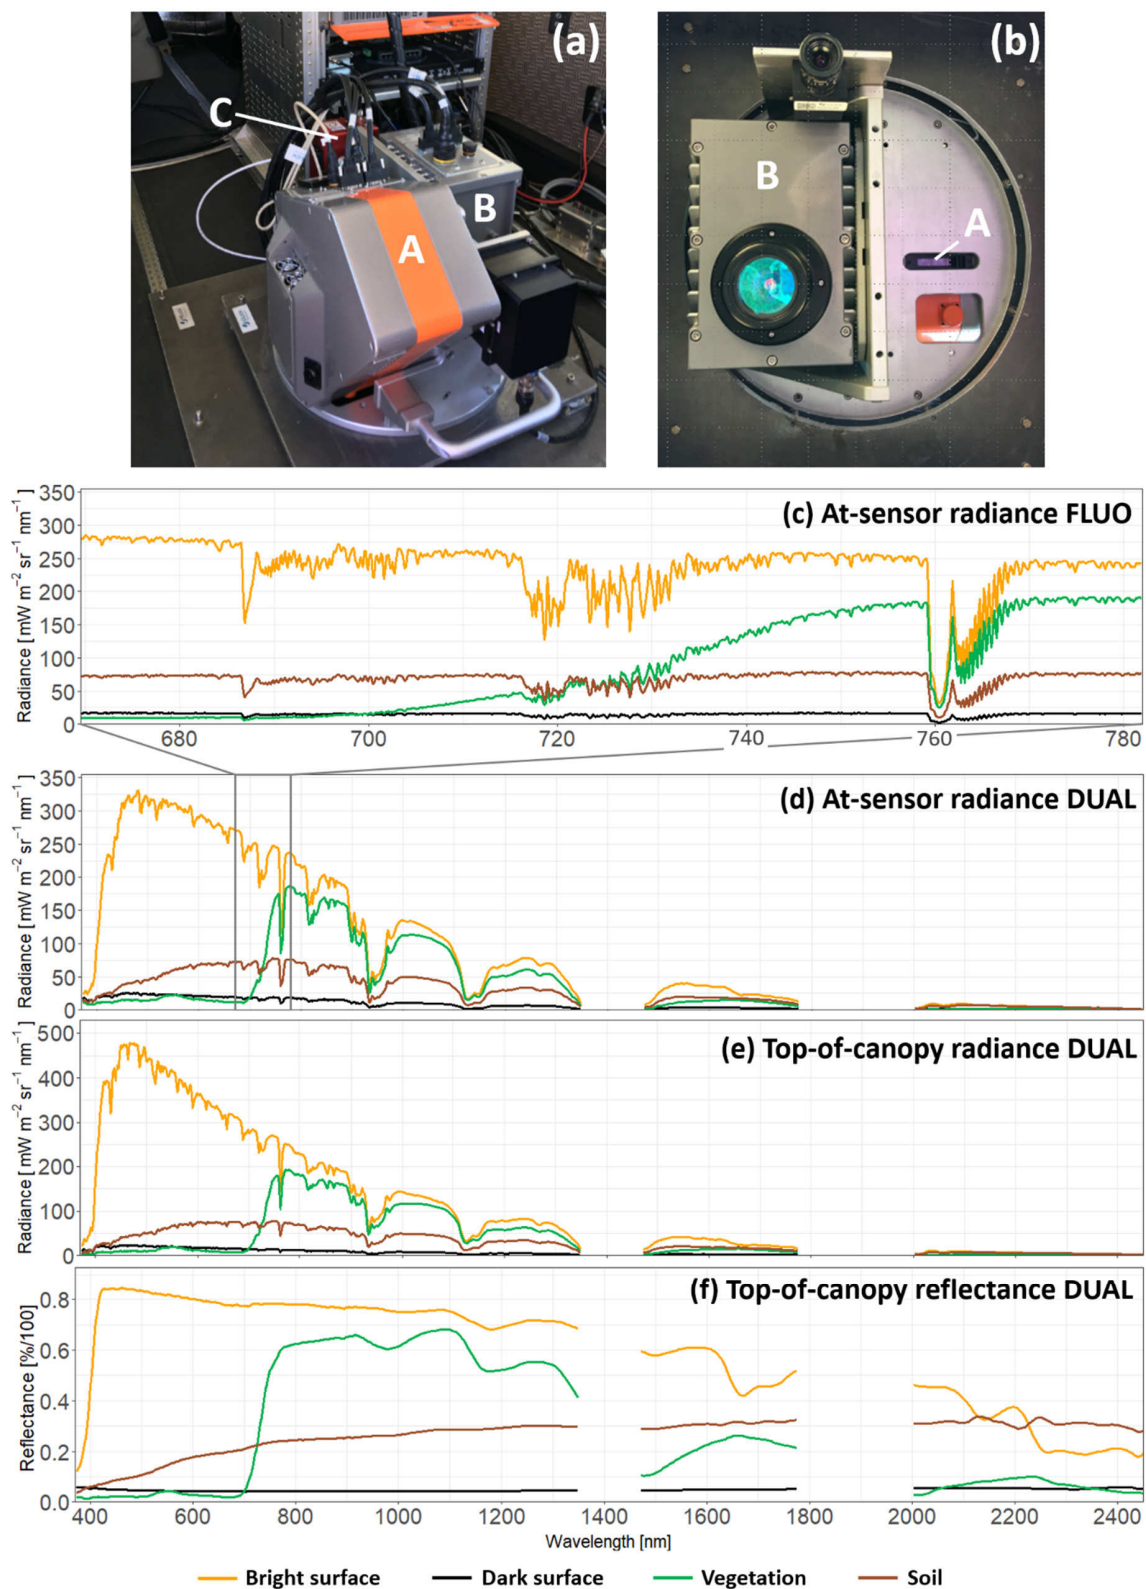 (a)
C
B
A
(b)
B
A
(c) At-sensor radiance FLUO
Radiance [ mW m⁻² sr⁻¹ nm⁻¹ ]
350
300
250
200
150
100
50
0
680
700
720
740
760
780
(d) At-sensor radiance DUAL
Radiance [ mW m⁻² sr⁻¹ nm⁻¹ ]
350
300
250
200
150
100
50
0
(e) Top-of-canopy radiance DUAL
Radiance [ mW m⁻² sr⁻¹ nm⁻¹ ]
500
400
300
200
100
0
(f) Top-of-canopy reflectance DUAL
Reflectance [%/100]
0.8
0.6
0.4
0.2
0.0
400
600
800
1000
1200
1400
1600
1800
2000
2200
2400
Wavelength [nm]
Bright surface
Dark surface
Vegetation
Soil